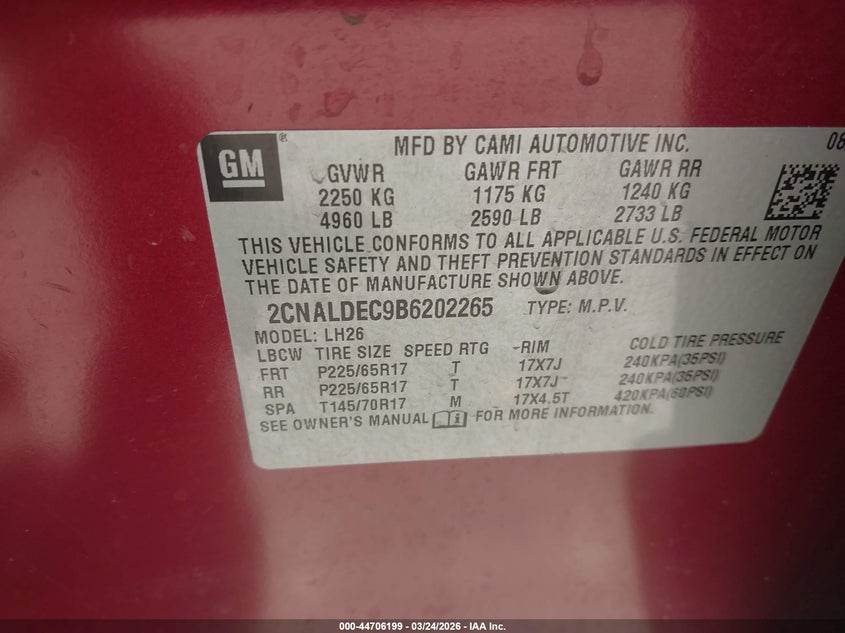 GM ®
MFD BY CAMI AUTOMOTIVE INC. 08
GVWR GAWR FRT GAWR RR
2250 KG 1175 KG 1240 KG
4960 LB 2590 LB 2733 LB
THIS VEHICLE CONFORMS TO ALL APPLICABLE U.S. FEDERAL MOTOR
VEHICLE SAFETY AND THEFT PREVENTION STANDARDS IN EFFECT ON
THE DATE OF MANUFACTURE SHOWN ABOVE.
2CNALDEC9B6202265 TYPE: M.P.V.
MODEL: LH26
LBCW TIRE SIZE SPEED RTG RIM COLD TIRE PRESSURE
FRT P225/65R17 T 17X7J 240KPA(35PSI)
RR P225/65R17 T 17X7J 240KPA(35PSI)
SPA T145/70R17 M 17X4.5T 420KPA(60PSI)
SEE OWNER'S MANUAL FOR MORE INFORMATION.
000-44706199 - 03/24/2026 - IAA Inc.